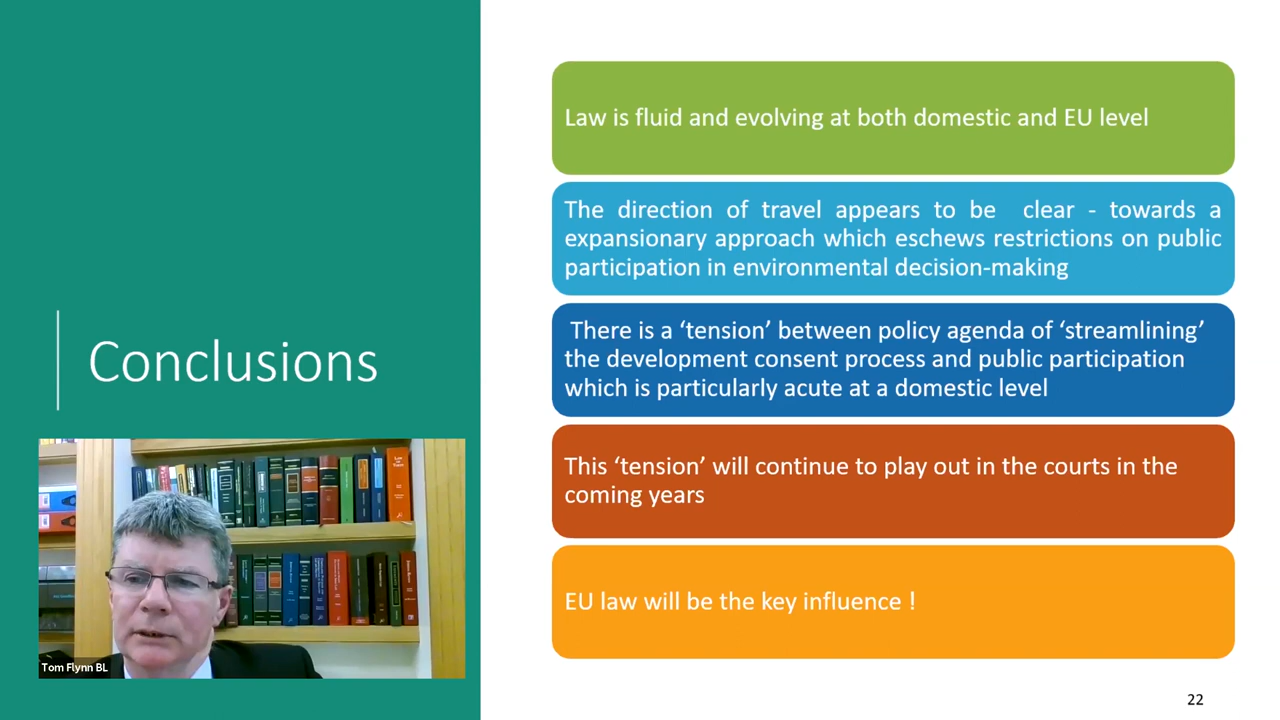 Conclusions
Tom Flynn BL
Law is fluid and evolving at both domestic and EU level
The direction of travel appears to be clear - towards a
expansionary approach which eschews restrictions on public
participation in environmental decision-making
There is a ‘tension’ between policy agenda of ‘streamlining’
the development consent process and public participation
which is particularly acute at a domestic level
This ‘tension’ will continue to play out in the courts in the
coming years
EU law will be the key influence !
22